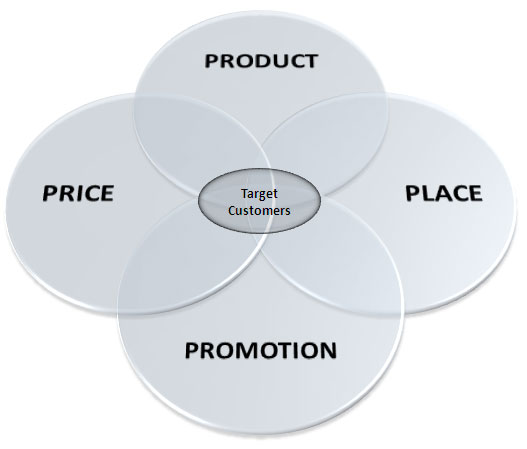 PRODUCT
PRICE
Target
Customers
PLACE
PROMOTION